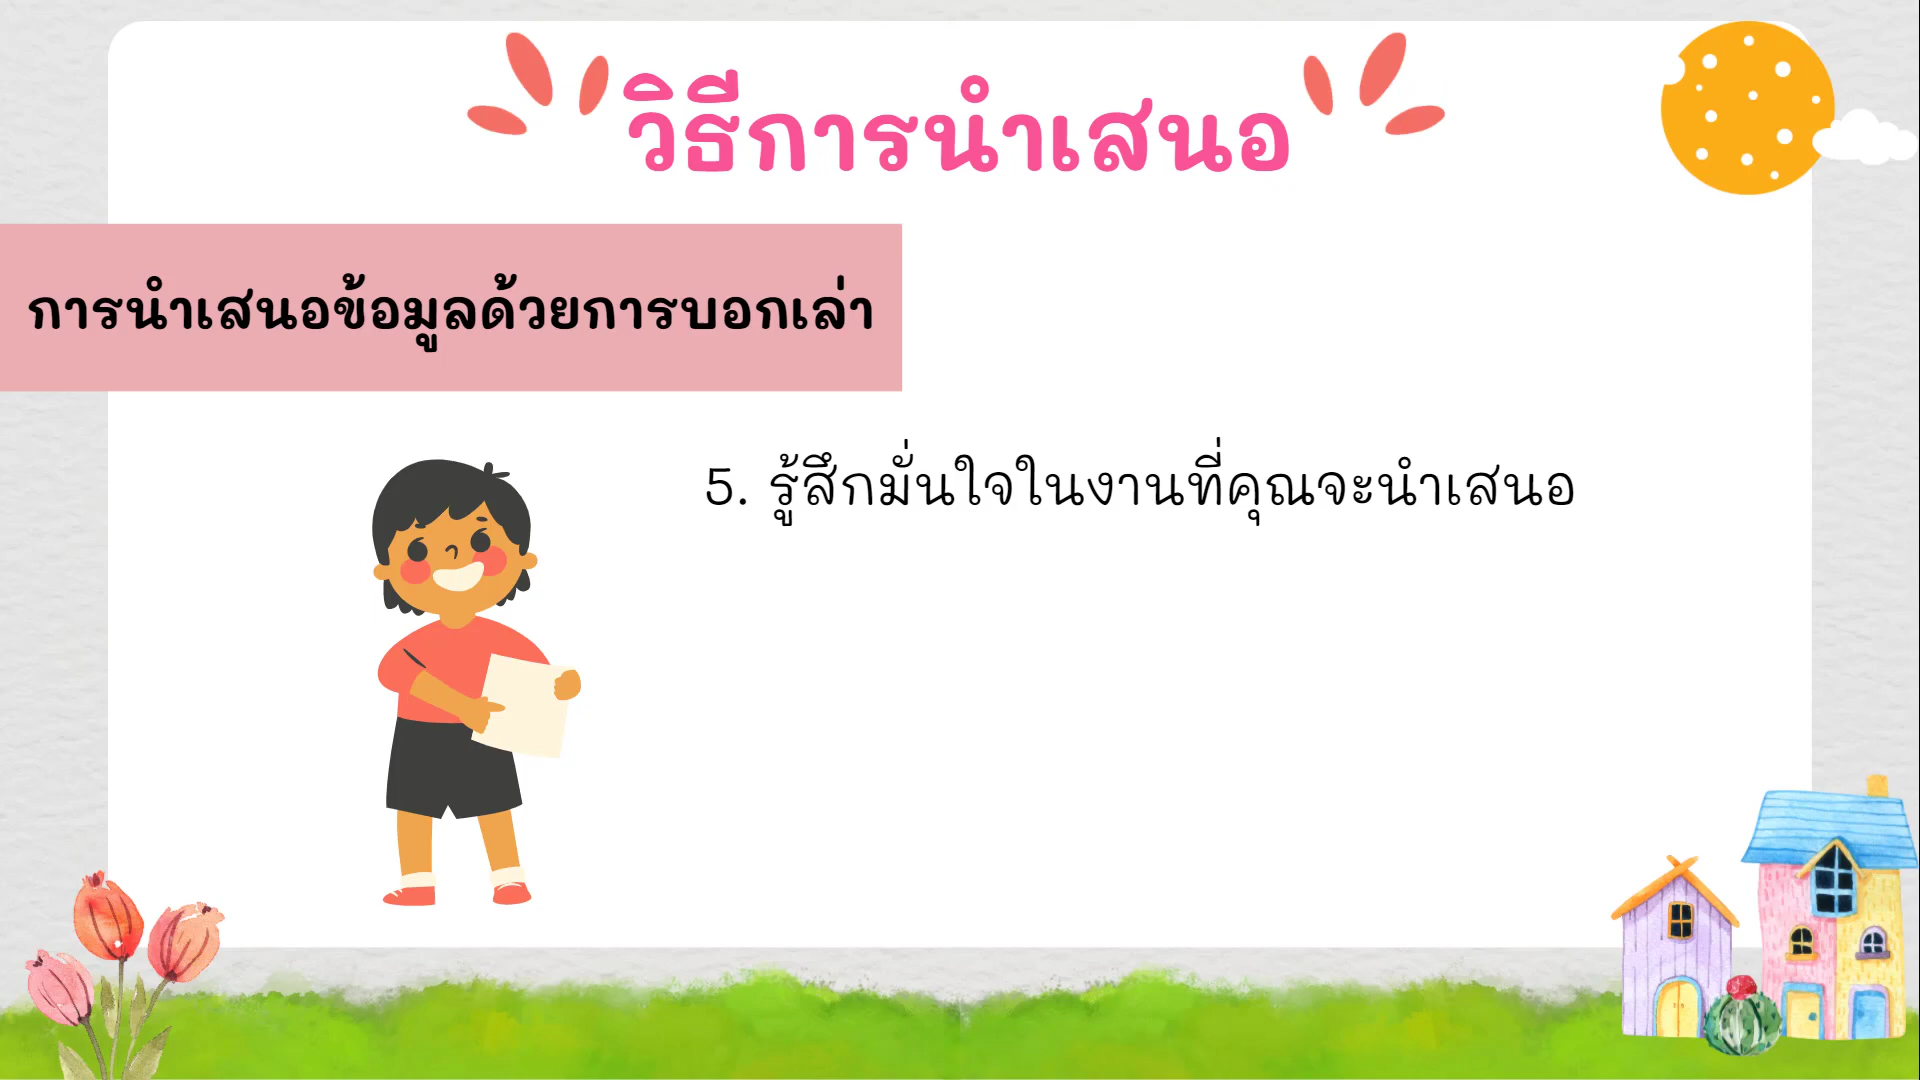 วิธีการนำเสนอ
การนำเสนอข้อมูลด้วยการบอกเล่า
5. รู้สึกมั่นใจในงานที่คุณจะนำเสนอ